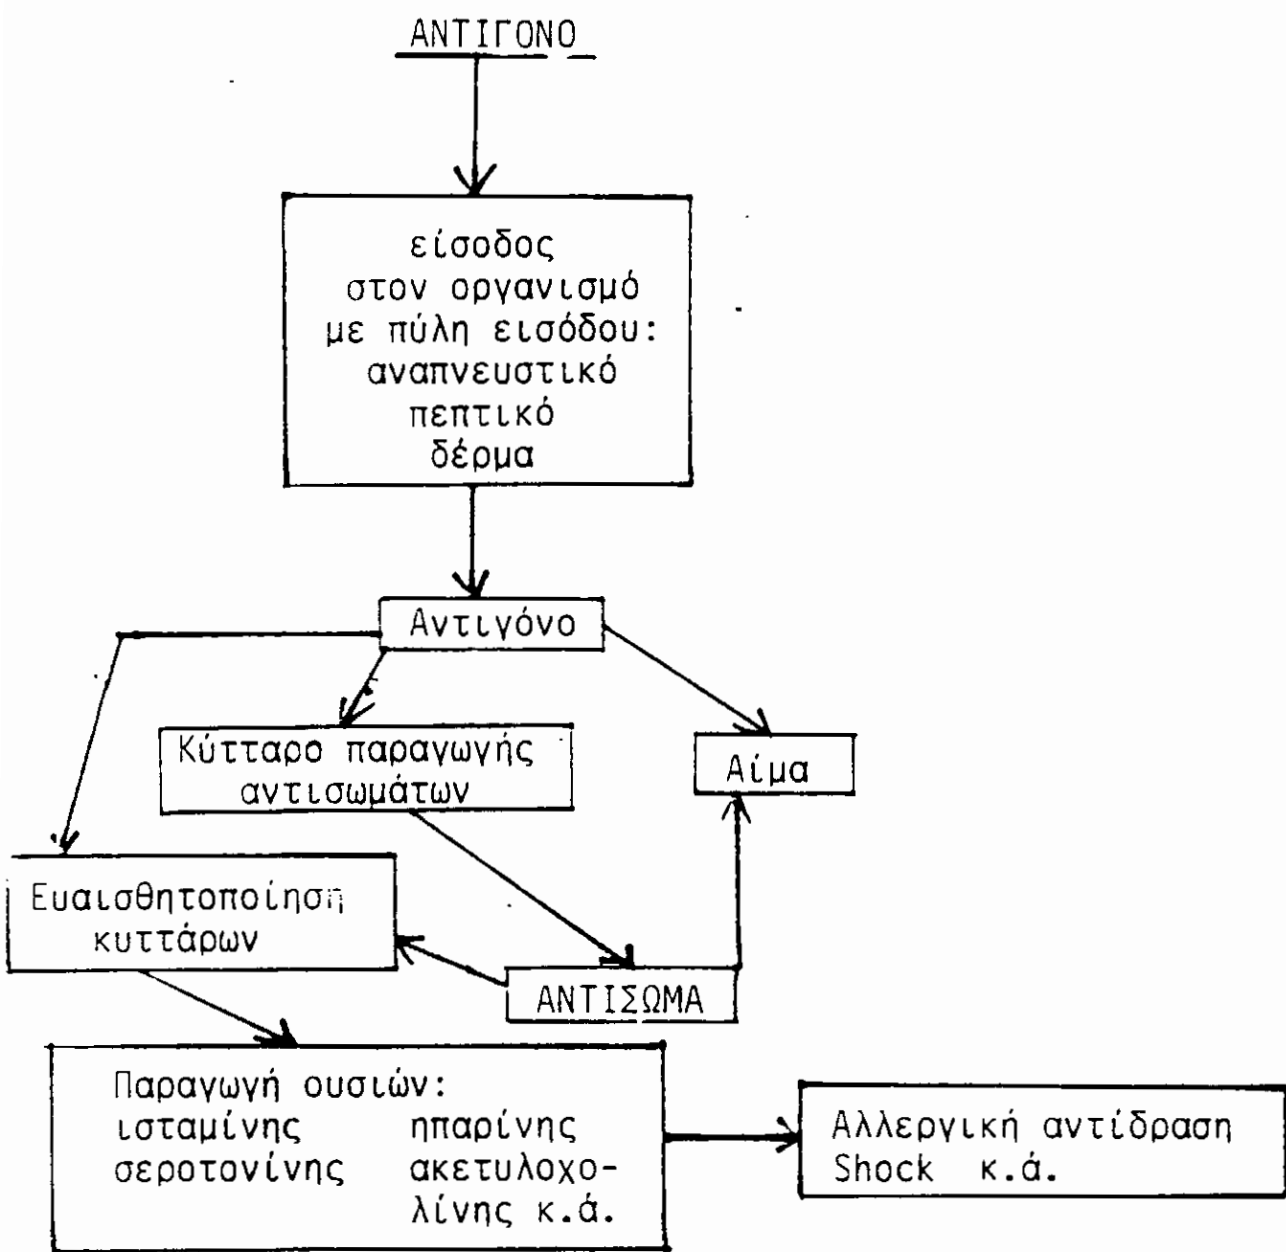 ΑΝΤΙΓΟΝΟ
είσοδος
στον οργανισμό
με πύλη εισόδου:
αναπνευστικό
πεπτικό
δέρμα
Αντιγόνο
Κύτταρο παραγωγής
αντισωμάτων
Αίμα
Ευαισθητοποίηση
κυττάρων
ΑΝΤΙΣΩΜΑ
Παραγωγή ουσιών:
ισταμίνης ηπαρίνης
σεροτονίνης ακετυλοχο-
λίνης κ.ά.
Αλλεργική αντίδραση
Shock κ.ά.